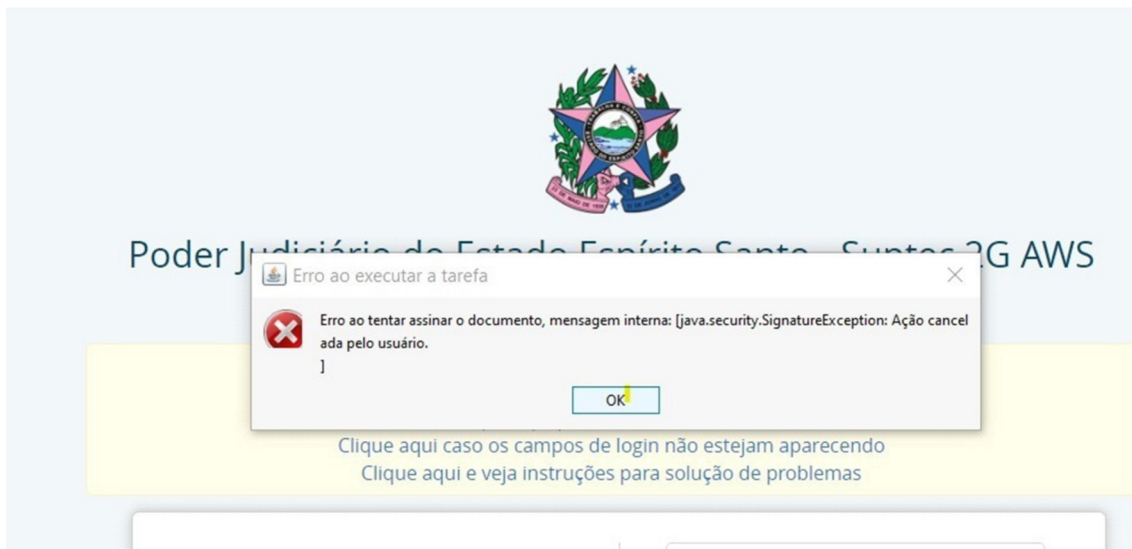 Poder Judiciário do Estado Espírito Santo - Suptec 2G AWS
Erro ao executar a tarefa
Erro ao tentar assinar o documento, mensagem interna: [java.security.SignatureException: Ação cancel
ada pelo usuário.
]
OK
Clique aqui caso os campos de login não estejam aparecendo
Clique aqui e veja instruções para solução de problemas